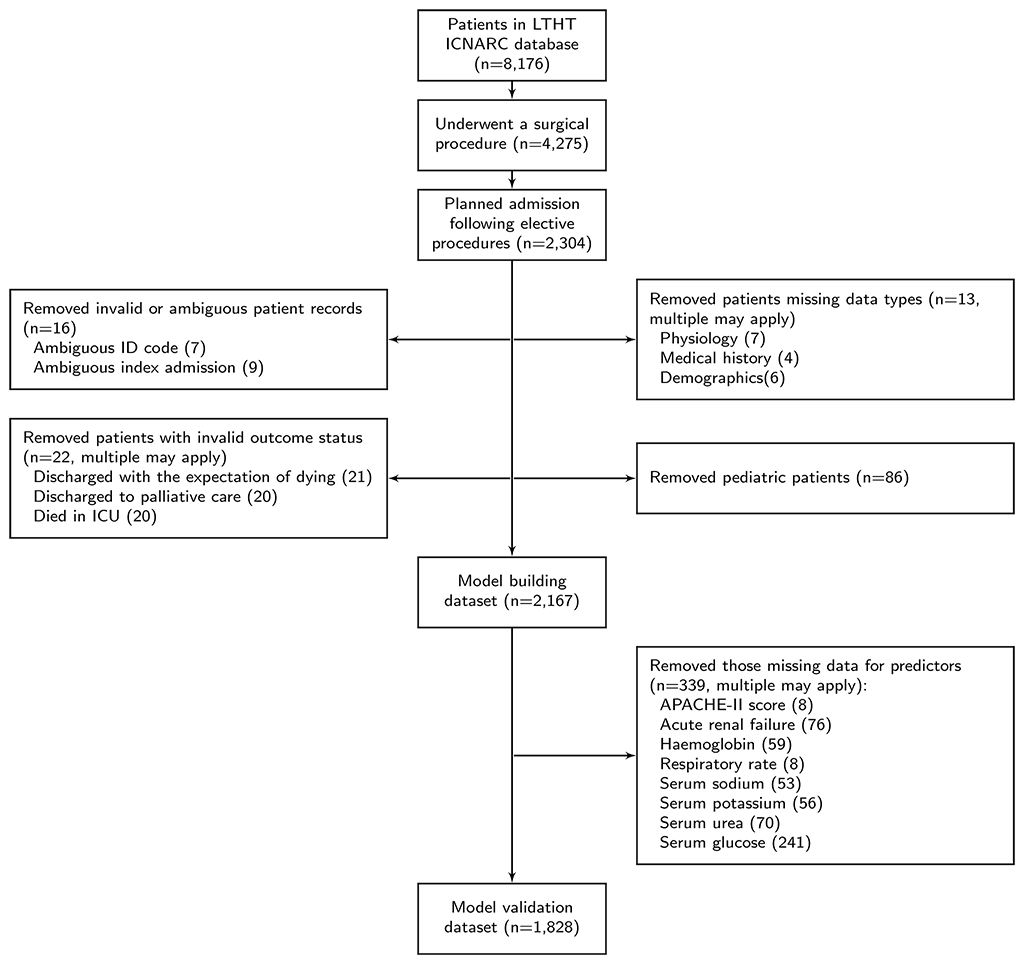 Patients in LTHT
ICNARC database
(n=8,176)
Underwent a surgical
procedure (n=4,275)
Planned admission
following elective
procedures (n=2,304)
Removed invalid or ambiguous patient records
(n=16)
Ambiguous ID code (7)
Ambiguous index admission (9)
Removed patients missing data types (n=13,
multiple may apply)
Physiology (7)
Medical history (4)
Demographics(6)
Removed patients with invalid outcome status
(n=22, multiple may apply)
Discharged with the expectation of dying (21)
Discharged to palliative care (20)
Died in ICU (20)
Removed pediatric patients (n=86)
Model building
dataset (n=2,167)
Removed those missing data for predictors
(n=339, multiple may apply):
APACHE-II score (8)
Acute renal failure (76)
Haemoglobin (59)
Respiratory rate (8)
Serum sodium (53)
Serum potassium (56)
Serum urea (70)
Serum glucose (241)
Model validation
dataset (n=1,828)